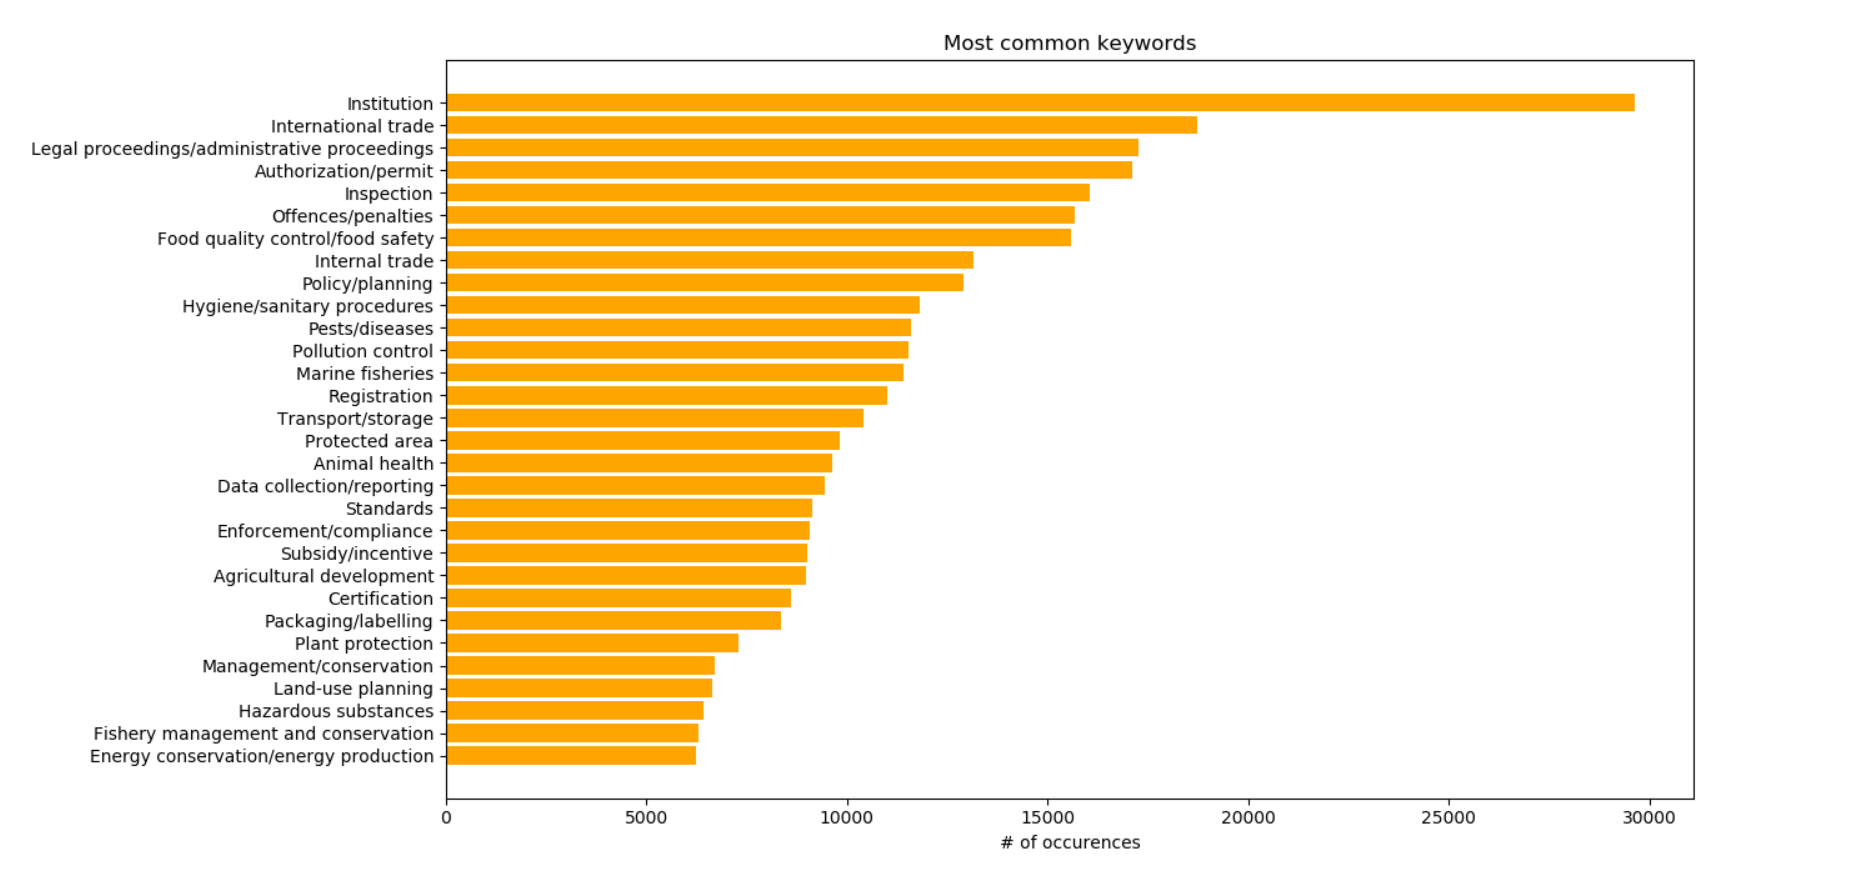 Most common keywords
Institution
International trade
Legal proceedings/administrative proceedings
Authorization/permit
Inspection
Offences/penalties
Food quality control/food safety
Internal trade
Policy/planning
Hygiene/sanitary procedures
Pests/diseases
Pollution control
Marine fisheries
Registration
Transport/storage
Protected area
Animal health
Data collection/reporting
Standards
Enforcement/compliance
Subsidy/incentive
Agricultural development
Certification
Packaging/labelling
Plant protection
Management/conservation
Land-use planning
Hazardous substances
Fishery management and conservation
Energy conservation/energy production
0 5000 10000 15000 20000 25000 30000
# of occurences